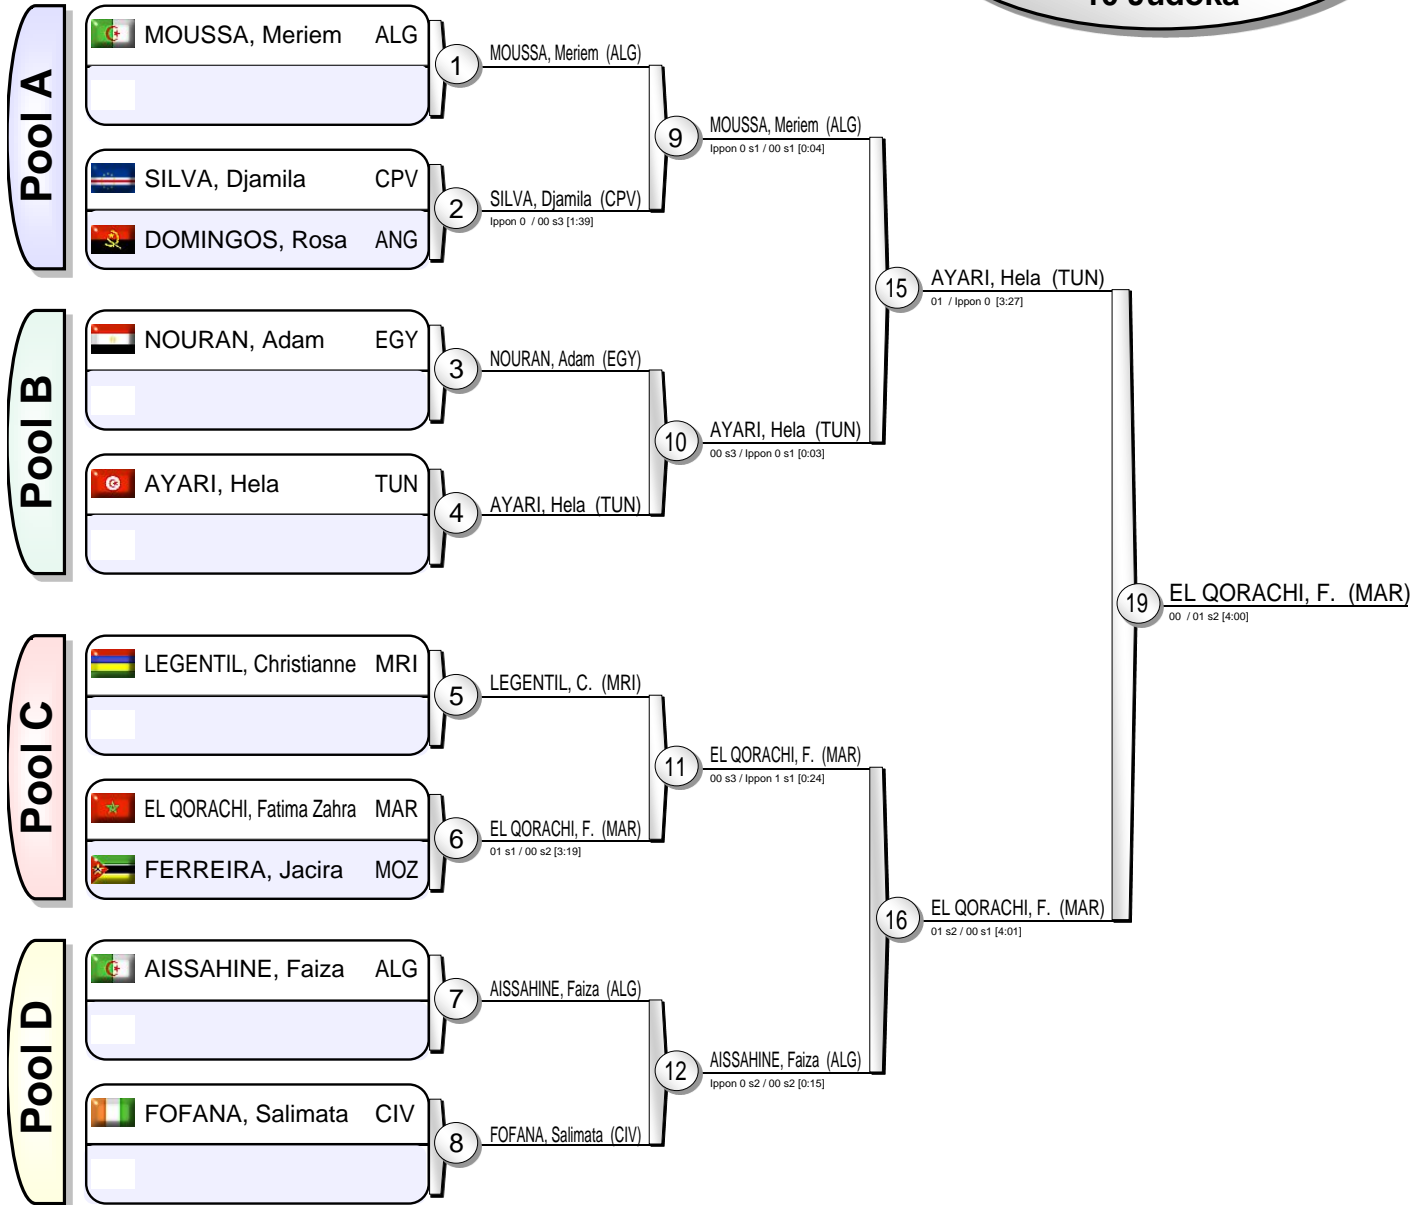 10 Judoka
Pool A
MOUSSA, Meriem ALG
SILVA, Djamila CPV
DOMINGOS, Rosa ANG
Pool B
NOURAN, Adam EGY
AYARI, Hela TUN
Pool C
LEGENTIL, Christianne MRI
EL QORACHI, Fatima Zahra MAR
FERREIRA, Jacira MOZ
Pool D
AISSAHINE, Faiza ALG
FOFANA, Salimata CIV
1
MOUSSA, Meriem (ALG)
2
SILVA, Djamila (CPV)
Ippon 0 / 00 s3 [1:39]
3
NOURAN, Adam (EGY)
4
AYARI, Hela (TUN)
5
LEGENTIL, C. (MRI)
6
EL QORACHI, F. (MAR)
01 s1 / 00 s2 [3:19]
7
AISSAHINE, Faiza (ALG)
8
FOFANA, Salimata (CIV)
9
MOUSSA, Meriem (ALG)
Ippon 0 s1 / 00 s1 [0:04]
10
AYARI, Hela (TUN)
00 s3 / Ippon 0 s1 [0:03]
11
EL QORACHI, F. (MAR)
00 s3 / Ippon 1 s1 [0:24]
12
AISSAHINE, Faiza (ALG)
Ippon 0 s2 / 00 s2 [0:15]
15
AYARI, Hela (TUN)
01 / Ippon 0 [3:27]
16
EL QORACHI, F. (MAR)
01 s2 / 00 s1 [4:01]
19
EL QORACHI, F. (MAR)
00 / 01 s2 [4:00]